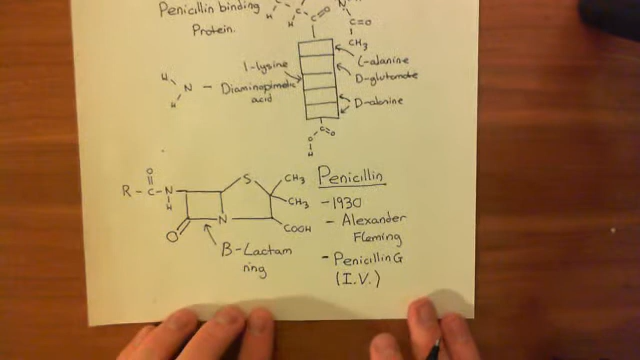 Penicillin binding
Protein.
H
H
N
C=O
C=O
CH3
L-alanine
D-glutamate
D-alanine
l-lysine
Diaminopimelic
acid
H
N
H
C=O
O
H
R-C-N
O
H
S
CH3
CH3
N
COOH
O
β-Lactam
ring
Penicillin
-1930
- Alexander
Fleming
- Penicillin G
(I.V.)